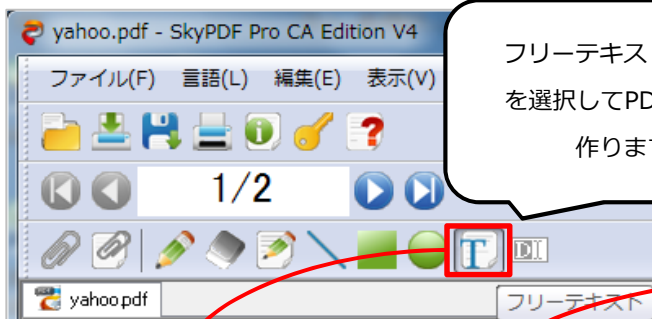 yahoo.pdf - SkyPDF Pro CA Edition V4
ファイル(F) 言語(L) 編集(E) 表示(V)
フリーテキス
を選択してPD
作りま
1/2
T
D
yahoo.pdf
フリーテキスト